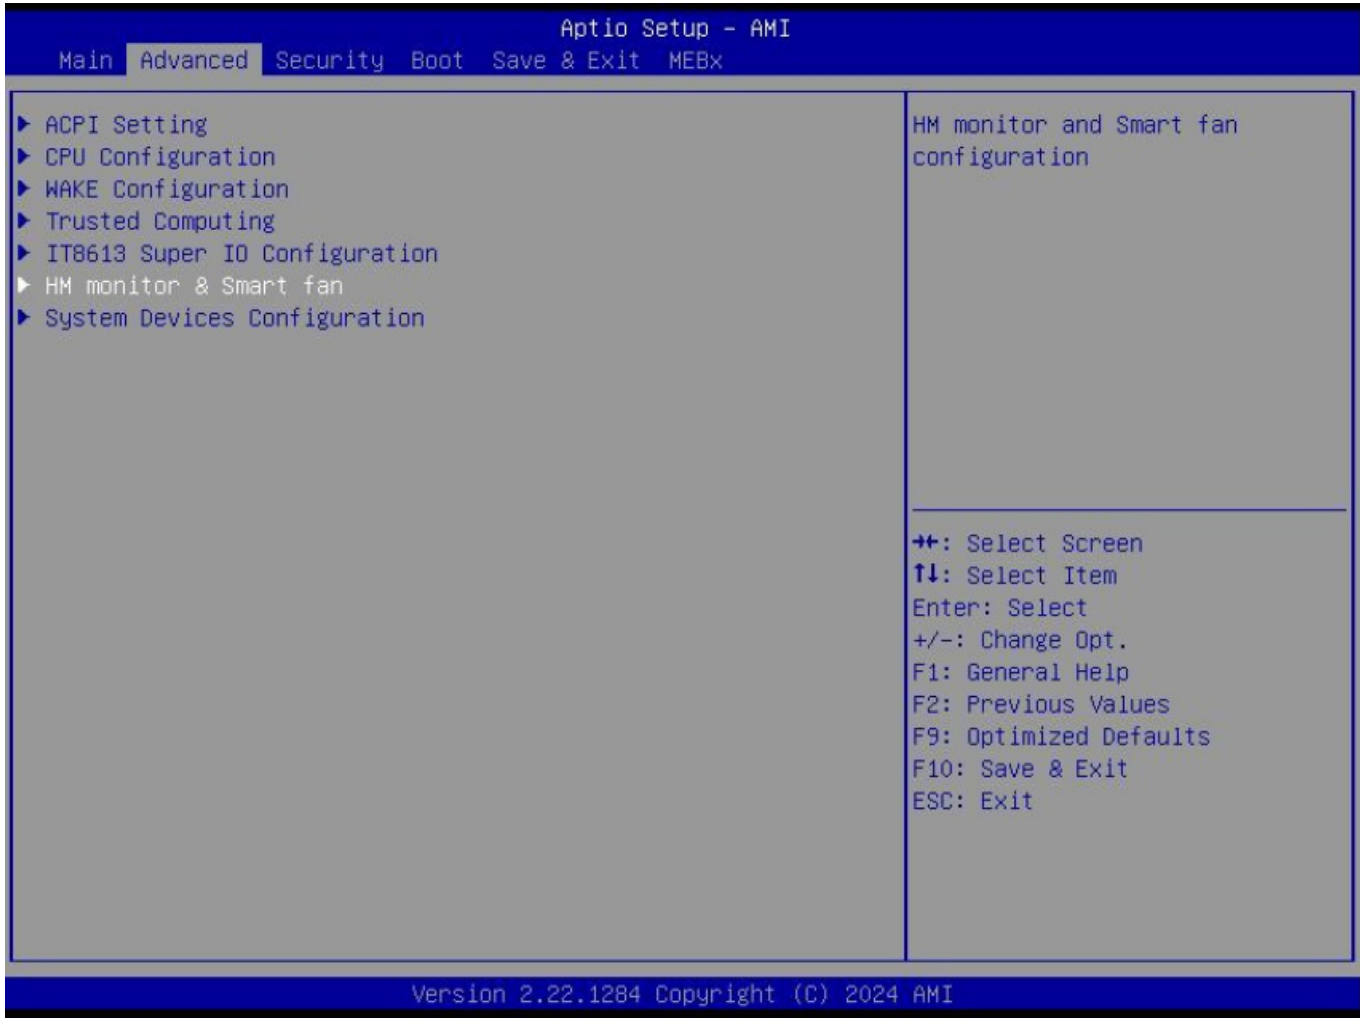 Aptio Setup – AMI
Main Advanced Security Boot Save & Exit MEBx
▶ ACPI Setting
▶ CPU Configuration
▶ WAKE Configuration
▶ Trusted Computing
▶ IT8613 Super IO Configuration
▶ HM monitor & Smart fan
▶ System Devices Configuration
HM monitor and Smart fan
configuration
→←: Select Screen
↑↓: Select Item
Enter: Select
+/-: Change Opt.
F1: General Help
F2: Previous Values
F9: Optimized Defaults
F10: Save & Exit
ESC: Exit
Version 2.22.1284 Copyright (C) 2024 AMI